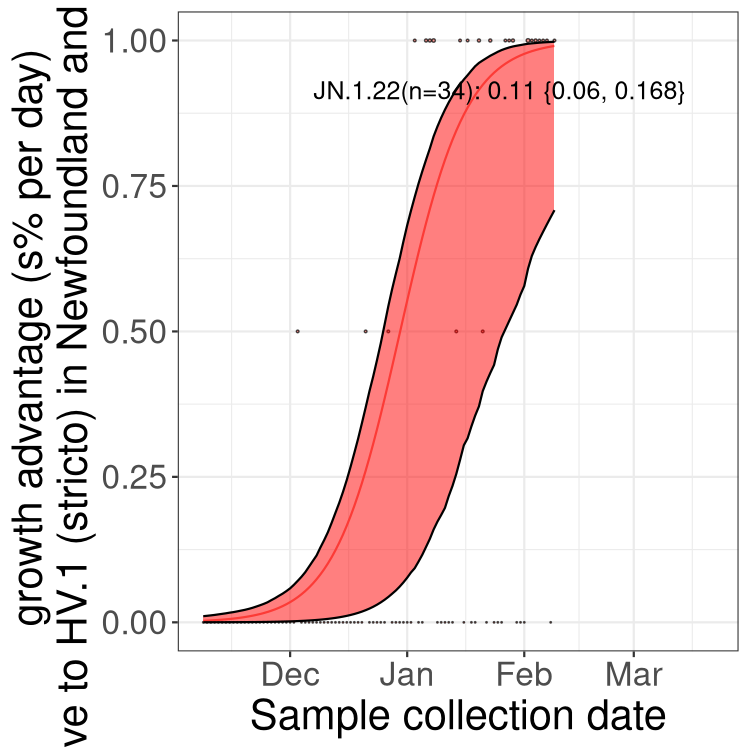 growth advantage (s% per day)
ve to HV.1 (stricto) in Newfoundland and
1.00
0.75
0.50
0.25
0.00
JN.1.22(n=34): 0.11 {0.06, 0.168}
Dec Jan Feb Mar
Sample collection date